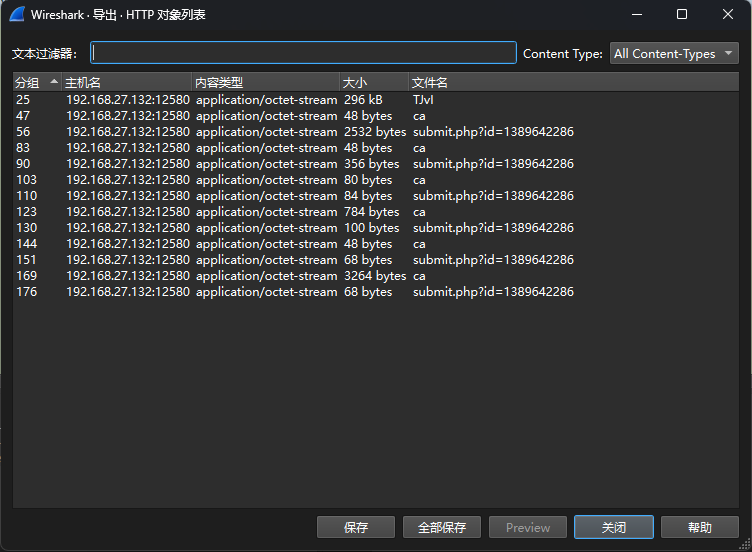 Wireshark · 导出 · HTTP 对象列表
文本过滤器： Content Type: All Content-Types
分组 主机名 内容类型 大小 文件名
25 192.168.27.132:12580 application/octet-stream 296 kB TJvI
47 192.168.27.132:12580 application/octet-stream 48 bytes ca
56 192.168.27.132:12580 application/octet-stream 2532 bytes submit.php?id=1389642286
83 192.168.27.132:12580 application/octet-stream 48 bytes ca
90 192.168.27.132:12580 application/octet-stream 356 bytes submit.php?id=1389642286
103 192.168.27.132:12580 application/octet-stream 80 bytes ca
110 192.168.27.132:12580 application/octet-stream 84 bytes submit.php?id=1389642286
123 192.168.27.132:12580 application/octet-stream 784 bytes ca
130 192.168.27.132:12580 application/octet-stream 100 bytes submit.php?id=1389642286
144 192.168.27.132:12580 application/octet-stream 48 bytes ca
151 192.168.27.132:12580 application/octet-stream 68 bytes submit.php?id=1389642286
169 192.168.27.132:12580 application/octet-stream 3264 bytes ca
176 192.168.27.132:12580 application/octet-stream 68 bytes submit.php?id=1389642286
保存 全部保存 Preview 关闭 帮助